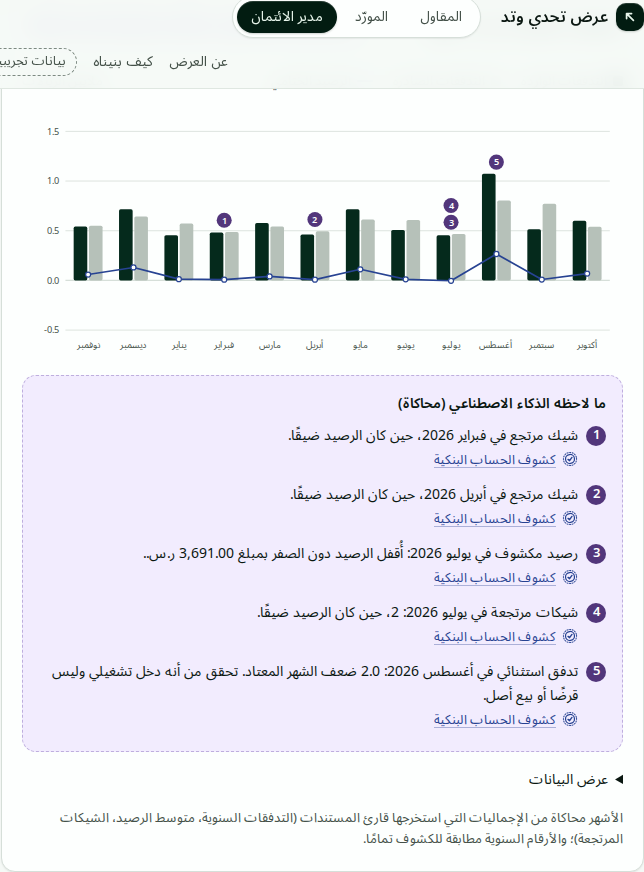 عرض تحدي وتد
المقاول
المورّد
مدير الائتمان
عن العرض
كيف بنيناه
بيانات تجريبية
1.5
1.0
0.5
0.0
-0.5
1
2
4
3
5
نوفمبر
ديسمبر
يناير
فبراير
مارس
أبريل
مايو
يونيو
يوليو
أغسطس
سبتمبر
أكتوبر
ما لاحظه الذكاء الاصطناعي (محاكاة)
1 شيك مرتجع في فبراير 2026، حين كان الرصيد ضيقًا.
كشوف الحساب البنكية
2 شيك مرتجع في أبريل 2026، حين كان الرصيد ضيقًا.
كشوف الحساب البنكية
3 رصيد مكشوف في يوليو 2026: أُقفل الرصيد دون الصفر بمبلغ 3,691.00 ر.س..
كشوف الحساب البنكية
4 شيكات مرتجعة في يوليو 2026: 2، حين كان الرصيد ضيقًا.
كشوف الحساب البنكية
5 تدفق استثنائي في أغسطس 2026: 2.0 ضعف الشهر المعتاد. تحقق من أنه دخل تشغيلي وليس
قرضًا أو بيع أصل.
كشوف الحساب البنكية
عرض البيانات
الأشهر محاكاة من الإجماليات التي استخرجها قارئ المستندات (التدفقات السنوية، متوسط الرصيد، الشيكات
المرتجعة)؛ والأرقام السنوية مطابقة للكشوف تمامًا.